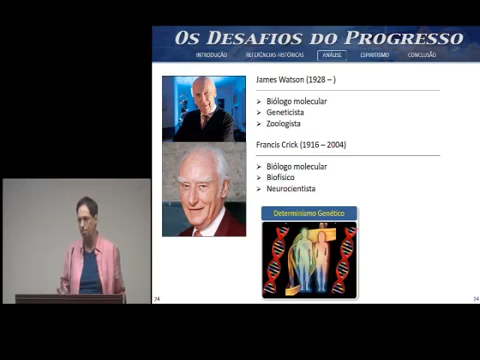 OS DESAFIOS DO PROGRESSO
INTRODUÇÃO REFERÊNCIAS HISTÓRICAS ANÁLISE ESPIRITISMO CONCLUSÃO
James Watson (1928 – )
➢ Biólogo molecular
➢ Geneticista
➢ Zoologista
Francis Crick (1916 – 2004)
➢ Biólogo molecular
➢ Biofísico
➢ Neurocientista
Determinismo Genético
24
24